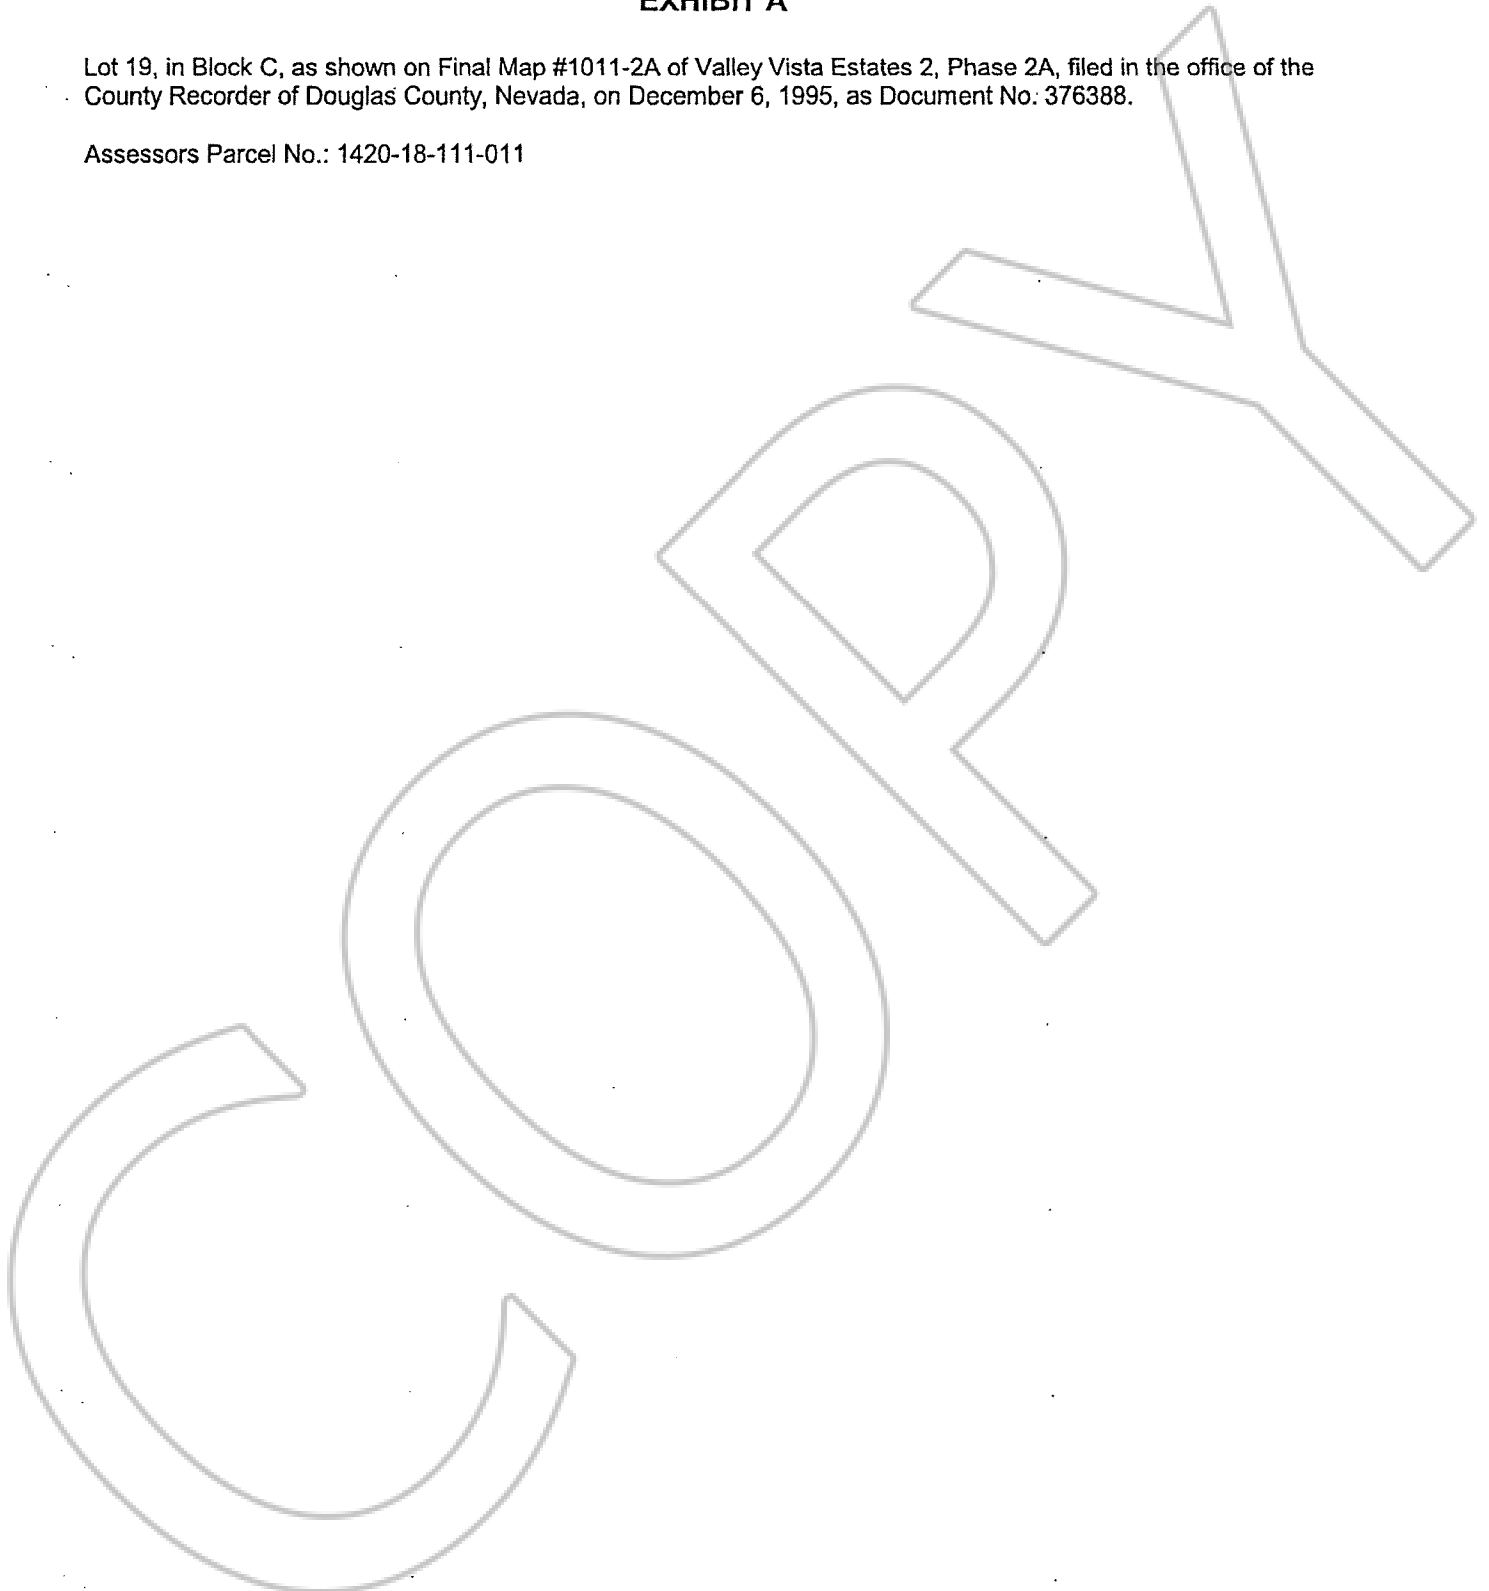 EXHIBIT A
Lot 19, in Block C, as shown on Final Map #1011-2A of Valley Vista Estates 2, Phase 2A, filed in the office of the
County Recorder of Douglas County, Nevada, on December 6, 1995, as Document No. 376388.
Assessors Parcel No.: 1420-18-111-011
COPY